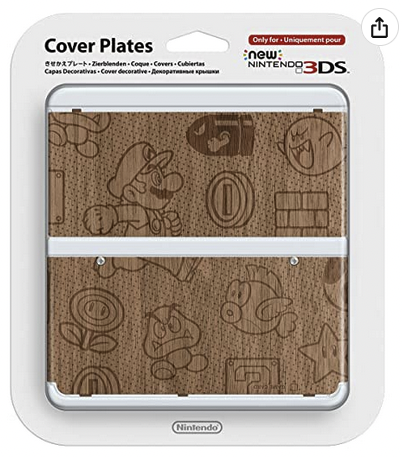 Cover Plates
きせかえプレート • Zierblenden • Coque • Covers • Cubiertas
Capas Decorativas • Cover decorative • Декоративные крышки
Only for • Uniquement pour
new
NINTENDO 3DS
Nintendo